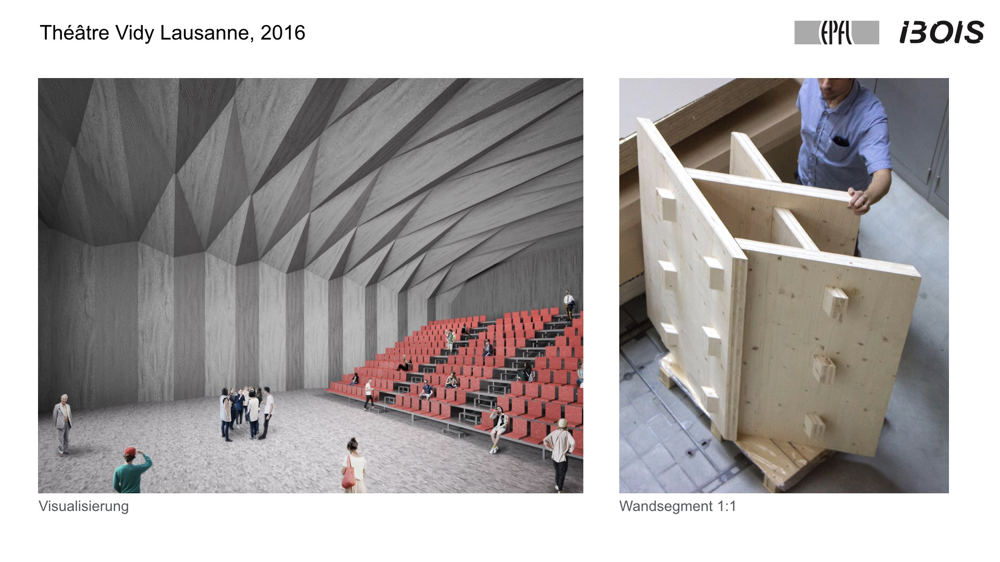 Théâtre Vidy Lausanne, 2016
EPFL
iBOIS
Visualisierung
Wandsegment 1:1